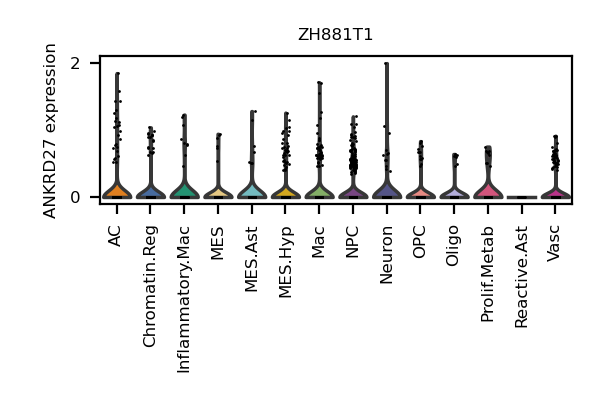 ZH881T1
ANKRD27 expression
2
0
AC
Chromatin.Reg
Inflammatory.Mac
MES
MES.Ast
MES.Hyp
Mac
NPC
Neuron
OPC
Oligo
Prolif.Metab
Reactive.Ast
Vasc